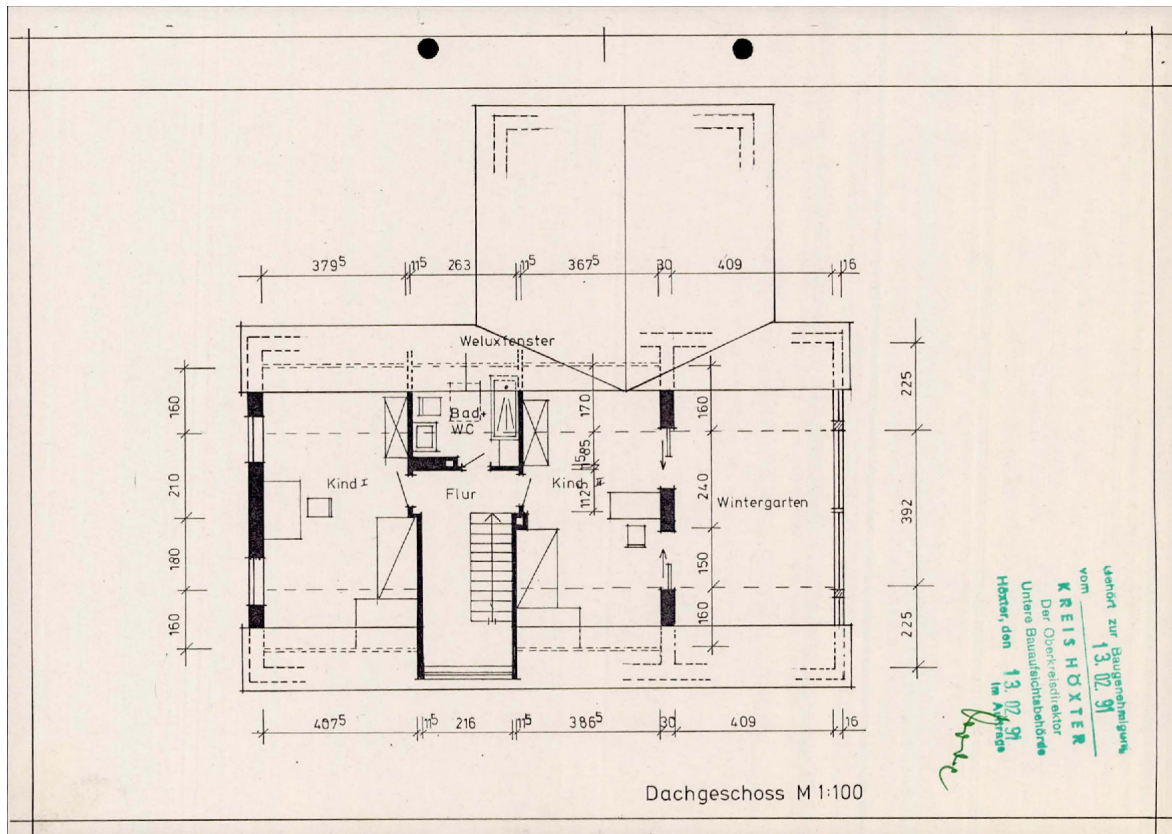 379⁵ 11⁵ 263 11⁵ 367⁵ 30 409 16
Weluxfenster
Bad+
WC
Kind I
Flur
Kind II
Wintergarten
160
210
180
160
170
85
1⁵
112⁵
160
240
150
160
225
392
225
407⁵ 11⁵ 216 11⁵ 386⁵ 30 409 16
Dachgeschoss M 1:100
Gehört zur Baugenehmigung
vom 13. 02. 91
KREIS HÖXTER
Der Oberkreisdirektor
Untere Bauaufsichtsbehörde
Höxter, den 13. 02. 91
Im Auftrage